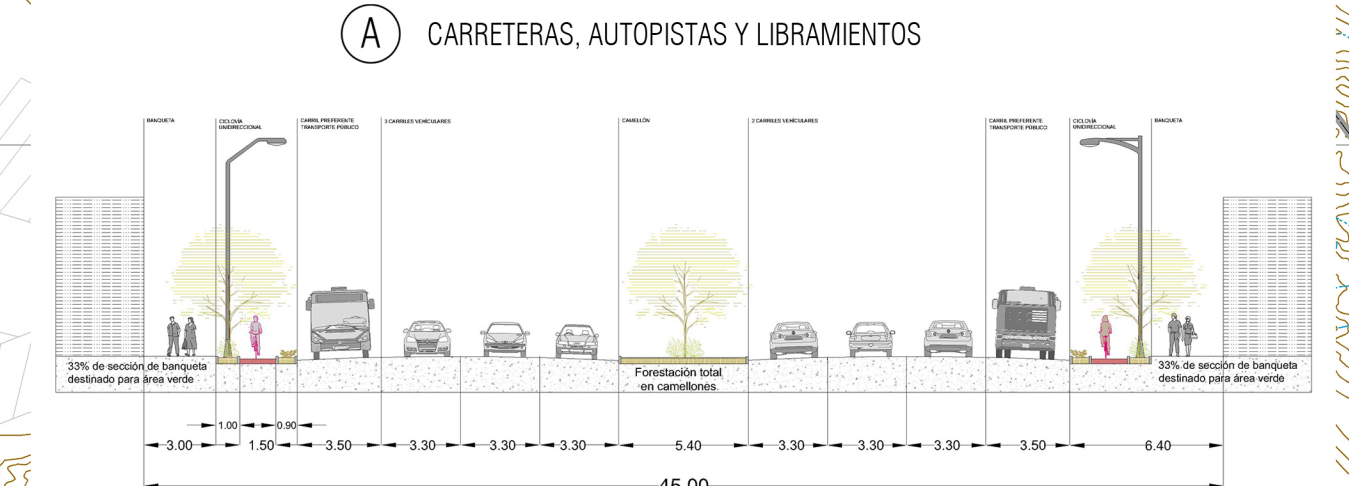 A CARRETERAS, AUTOPISTAS Y LIBRAMIENTOS
BANQUETA
CICLOVÍA
UNIDIRECCIONAL
CARRIL PREFERENTE
TRANSPORTE PÚBLICO
3 CARRILES VEHÍCULARES
CAMELLÓN
2 CARRILES VEHÍCULARES
CARRIL PREFERENTE
TRANSPORTE PÚBLICO
CICLOVÍA
UNIDIRECCIONAL
BANQUETA
33% de sección de banqueta
destinado para área verde
Forestación total
en camellones
33% de sección de banqueta
destinado para área verde
1.00 0.90
3.00 1.50 3.50 3.30 3.30 3.30 5.40 3.30 3.30 3.30 3.50 6.40
45.00